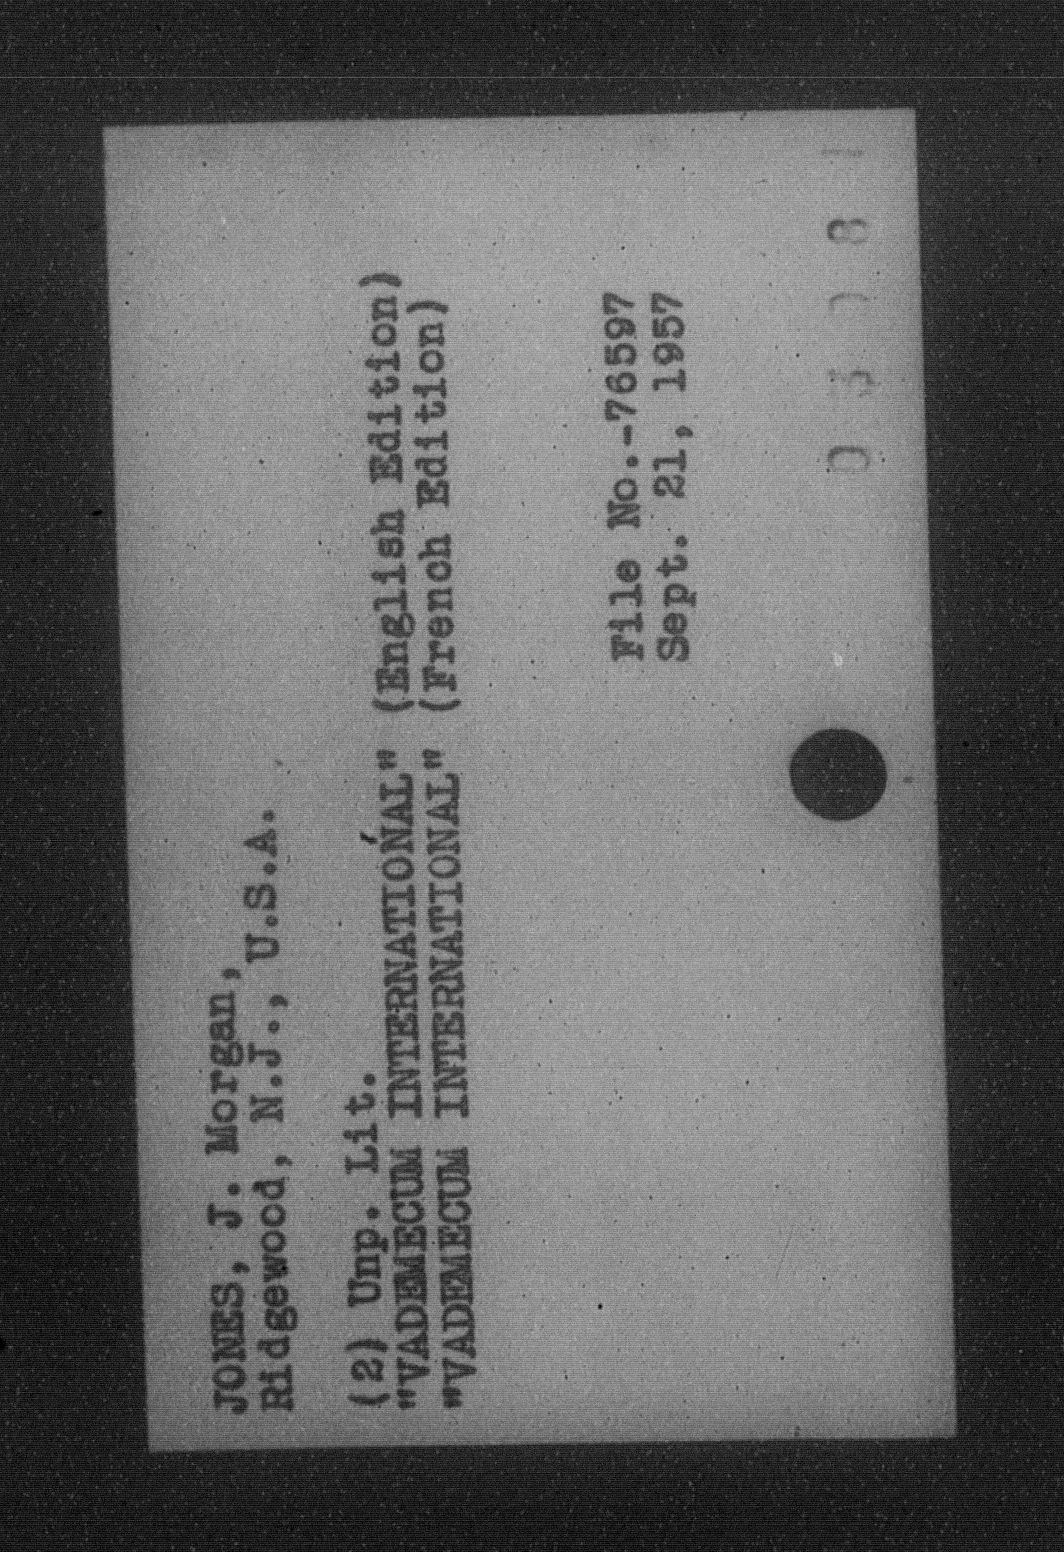 JONES, J. Morgan,
Ridgewood, N.J., U.S.A.
(2) Unp. Lit.
"VADEMECUM INTERNATIONAL" (English Edition)
"VADEMECUM INTERNATIONAL" (French Edition)
File No.-76597
Sept. 21, 1957